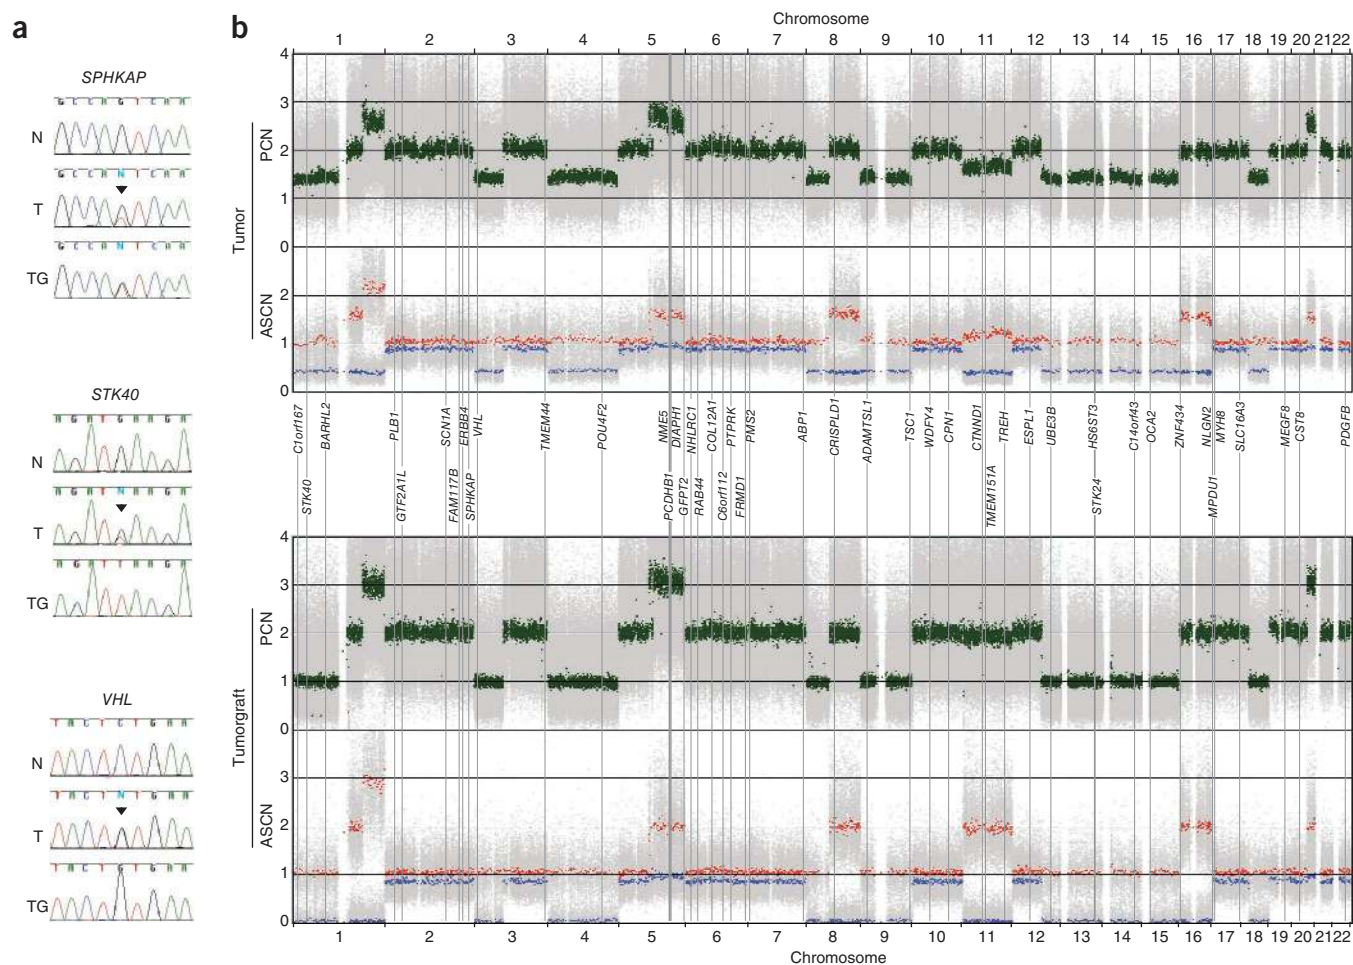 a
b
SPHKAP
G C C A G T C A A
N
G C C A N T C A A
T
G C C A N T C A A
TG
STK40
A G A T G A A G A
N
A G A T N A A G A
T
A G A T T A A G A
TG
VHL
T A C T C T G A A
N
T A C T N T G A A
T
T A C T G T G A A
TG
Chromosome
1 2 3 4 5 6 7 8 9 10 11 12 13 14 15 16 17 18 19 20 21 22
Tumor
PCN
4
3
2
1
0
ASCN
2
1
0
C1orf167
STK40
BARHL2
PLB1
GTF2A1L
SCN1A
FAM117B
ERBB4
SPHKAP
VHL
TMEM44
POU4F2
NME5
PCDHB1
DIAPH1
GFPT2
NHLRC1
RAB44
COL12A1
C6orf112
PTPRK
FRMD1
PMS2
ABP1
CRISPLD1
ADAMTSL1
TSC1
WDFY4
CPN1
CTNND1
TMEM151A
TREH
ESPL1
UBE3B
HS6ST3
STK24
C14orf43
OCA2
ZNF434
NLGN2
MPDU1
MYH8
SLC16A3
MEGF8
CST8
PDGFB
Tumorgraft
PCN
4
3
2
1
0
ASCN
3
2
1
0
1 2 3 4 5 6 7 8 9 10 11 12 13 14 15 16 17 18 19 20 21 22
Chromosome